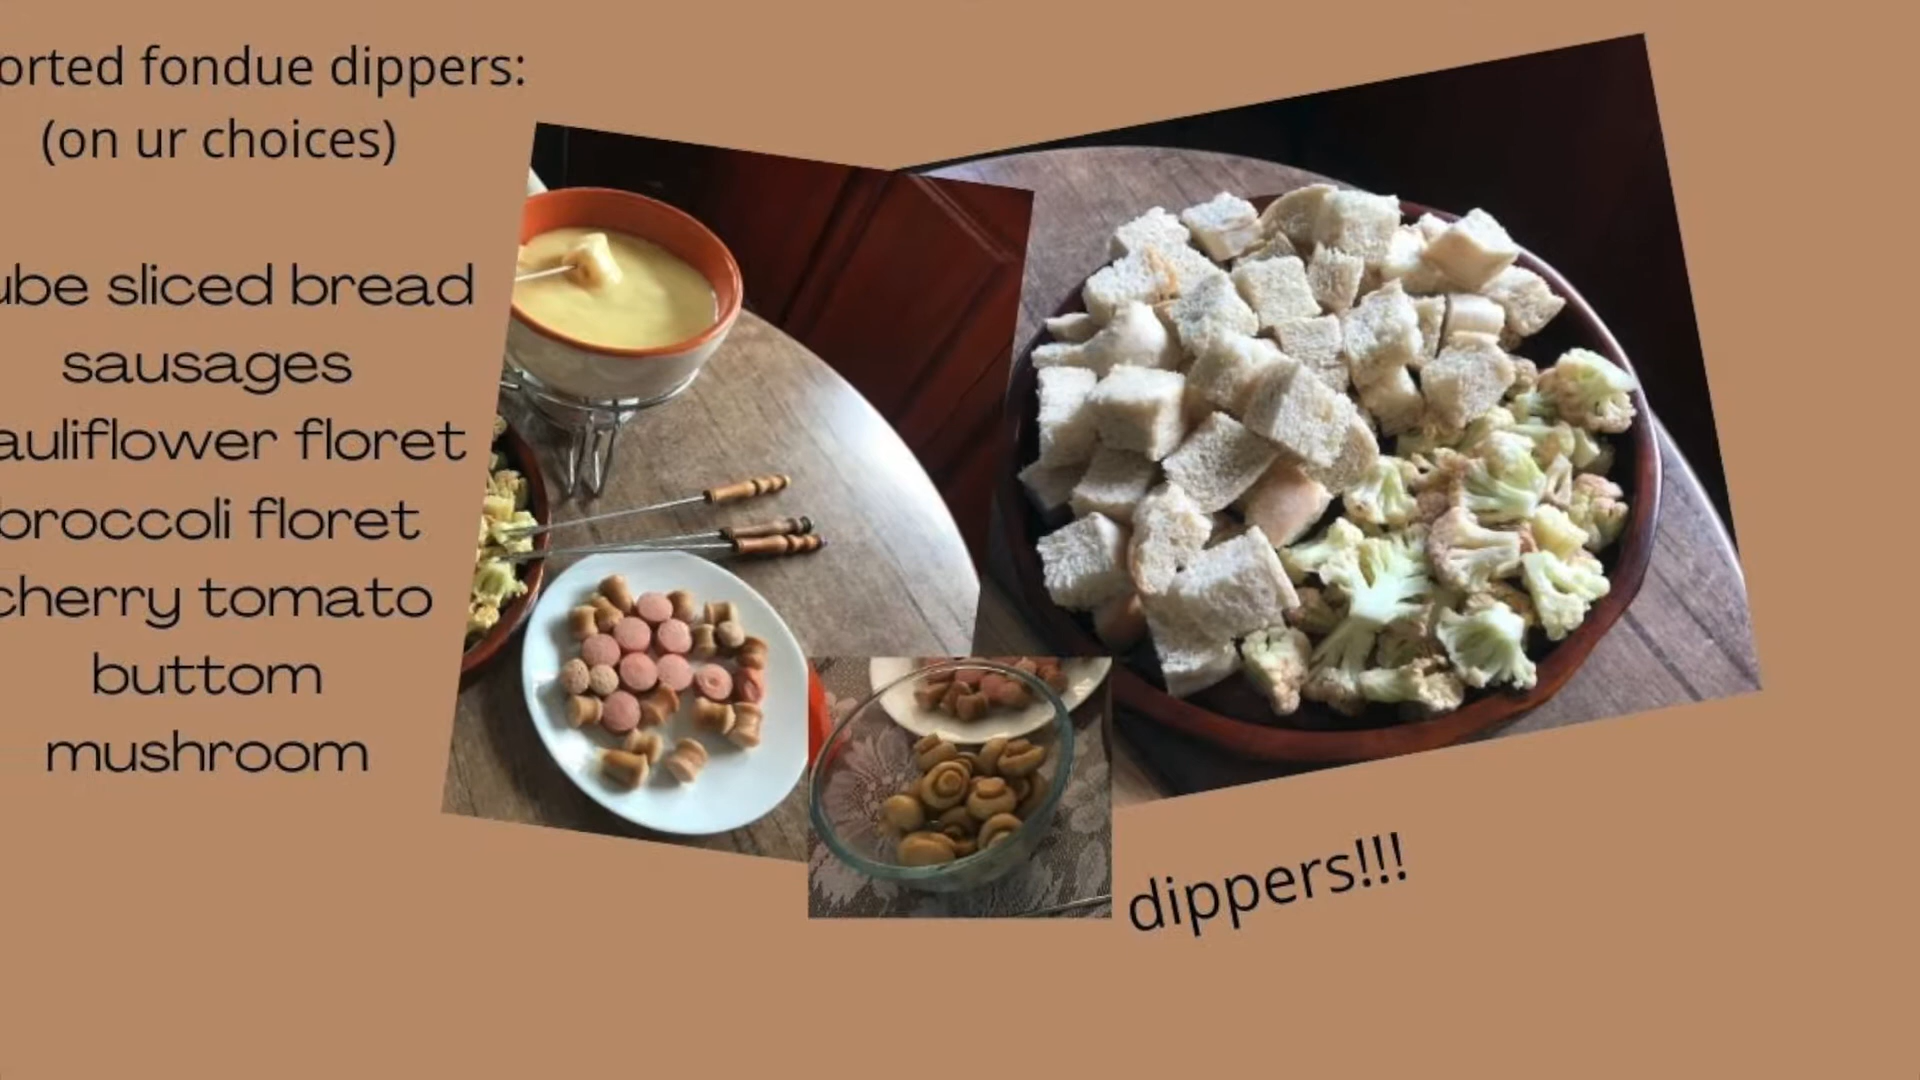 orted fondue dippers:
(on ur choices)
ube sliced bread
sausages
auliflower floret
broccoli floret
cherry tomato
buttom
mushroom
dippers!!!